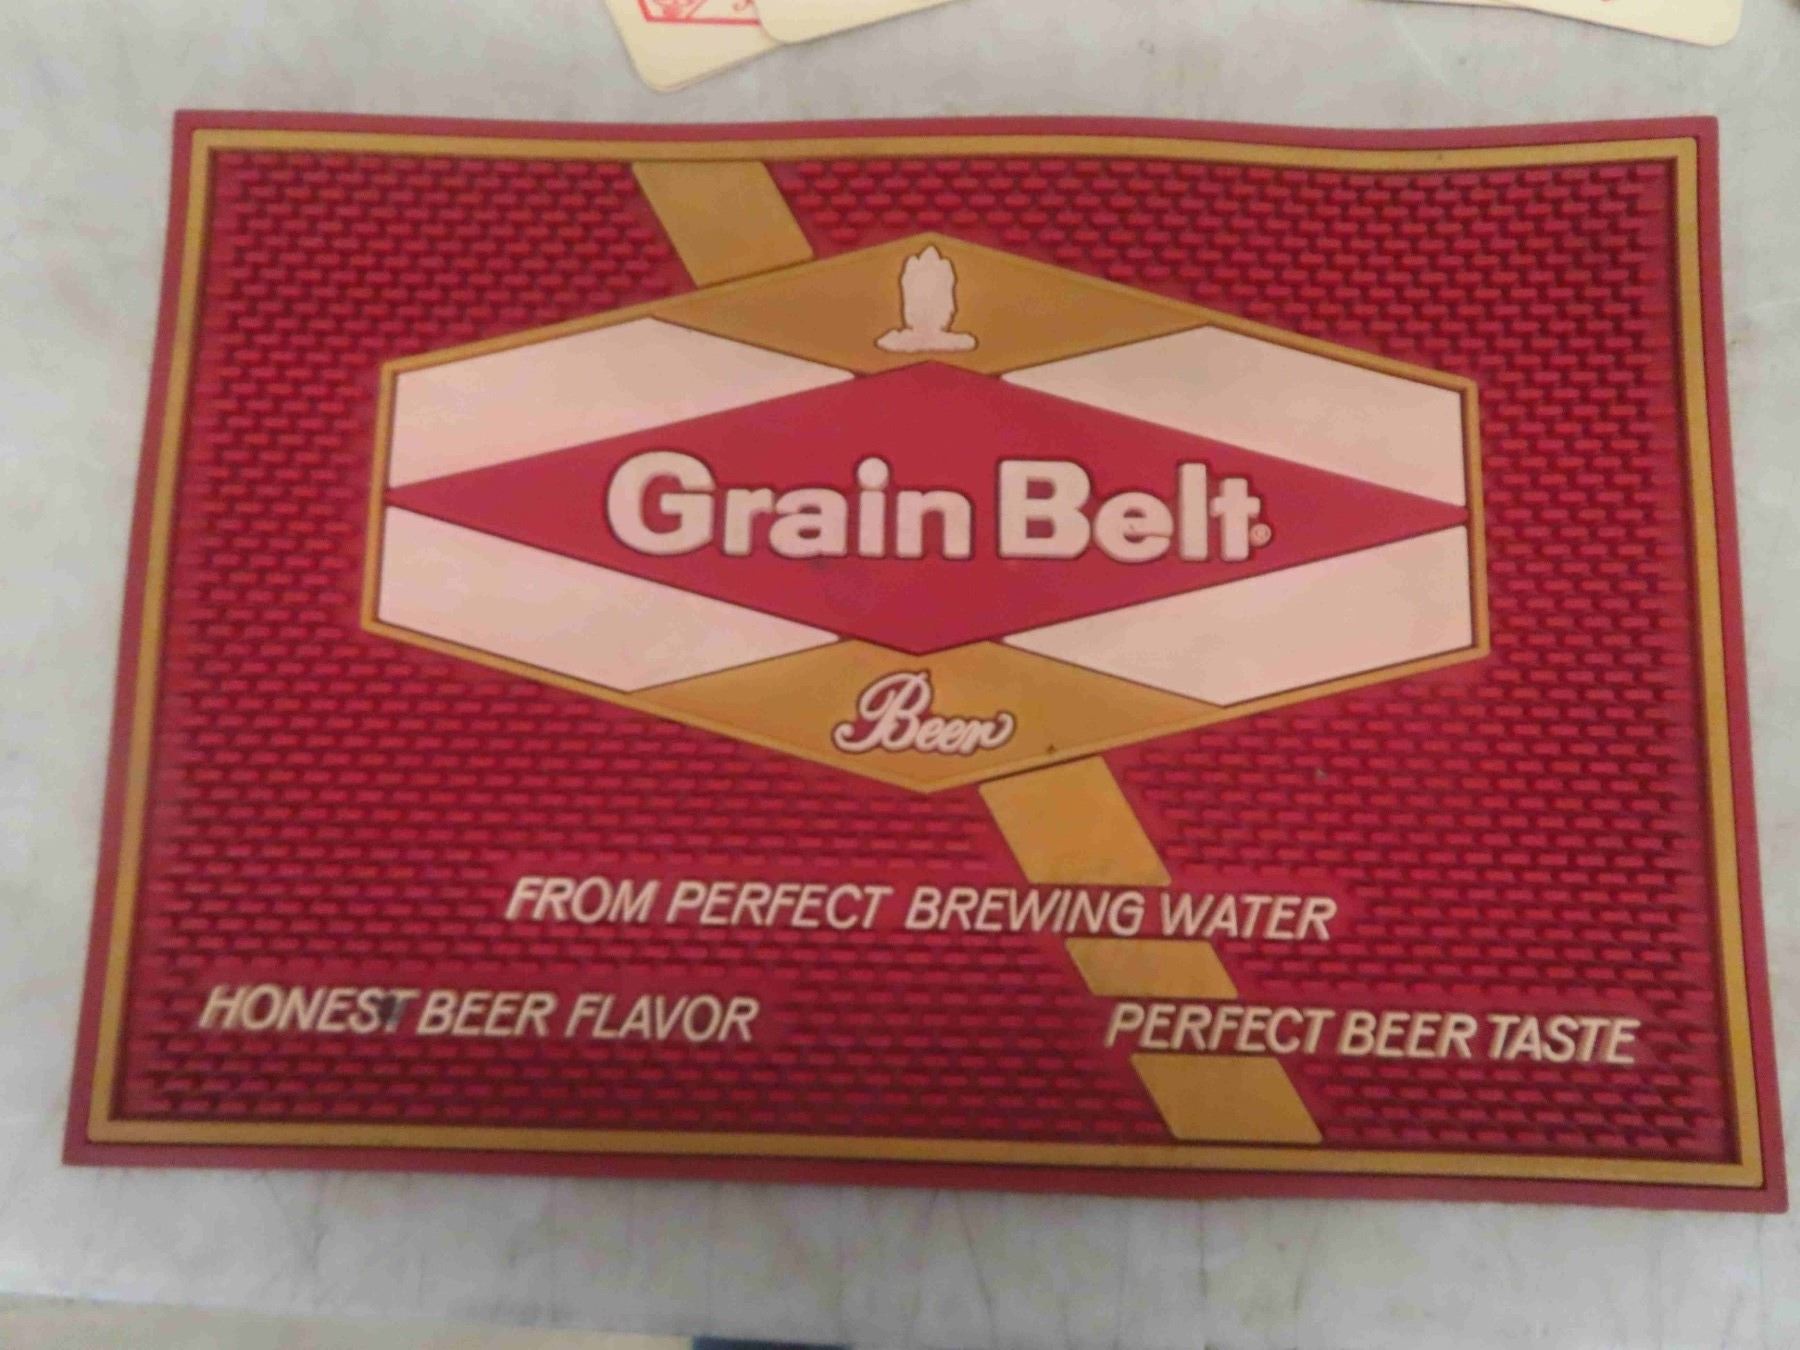 Grain Belt®
Beer
FROM PERFECT BREWING WATER
HONEST BEER FLAVOR
PERFECT BEER TASTE